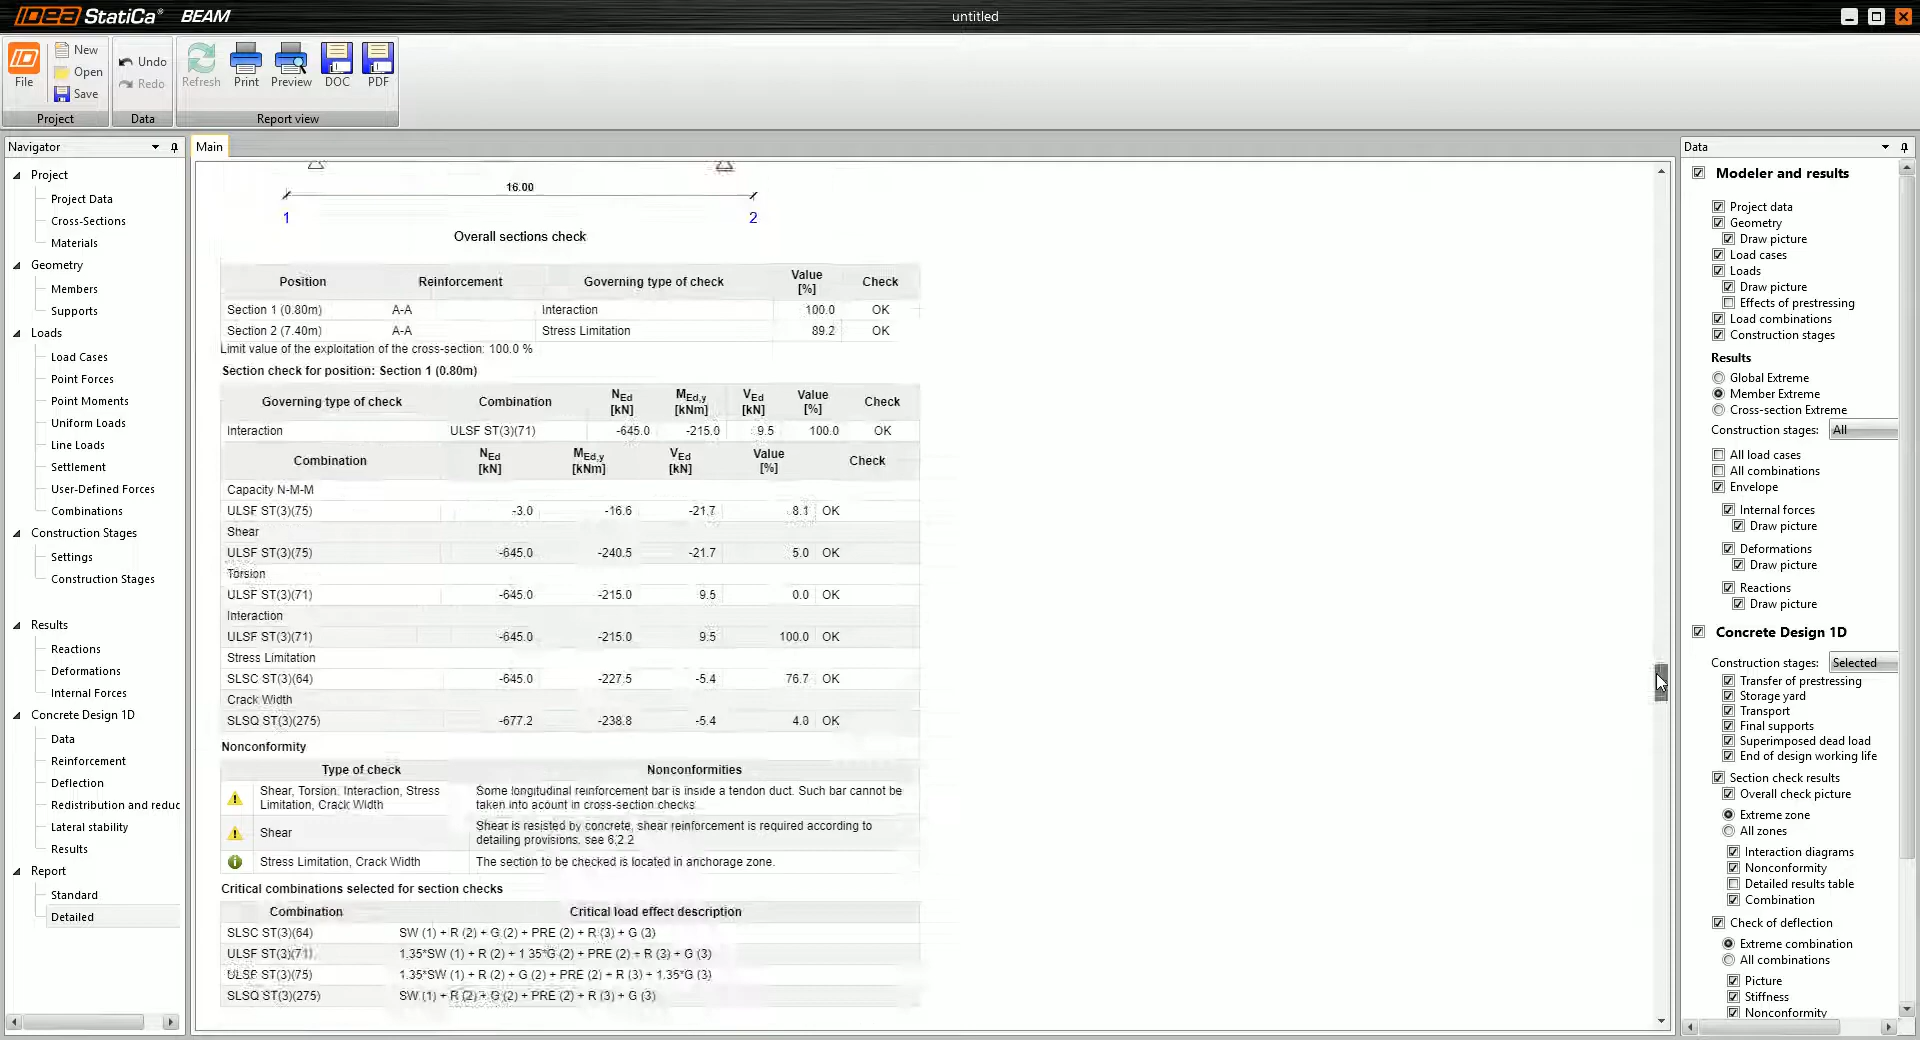 IDEA StatiCa® BEAM
untitled
File
New
Open
Save
Project
Undo
Redo
Data
Refresh
Print
Preview
DOC
PDF
Report view
Navigator
Project
Project Data
Cross-Sections
Materials
Geometry
Members
Supports
Loads
Load Cases
Point Forces
Point Moments
Uniform Loads
Line Loads
Settlement
User-Defined Forces
Combinations
Construction Stages
Settings
Construction Stages
Results
Reactions
Deformations
Internal Forces
Concrete Design 1D
Data
Reinforcement
Deflection
Redistribution and reduc
Lateral stability
Results
Report
Standard
Detailed
Main
16.00
1 2
Overall sections check
Position Reinforcement Governing type of check Value [%] Check
Section 1 (0.80m) A-A Interaction 100.0 OK
Section 2 (7.40m) A-A Stress Limitation 89.2 OK
Limit value of the exploitation of the cross-section: 100.0 %
Section check for position: Section 1 (0.80m)
Governing type of check Combination NEd [kN] MEd,y [kNm] VEd [kN] Value [%] Check
Interaction ULSF ST(3)(71) -645.0 -215.0 9.5 100.0 OK
Combination NEd [kN] MEd,y [kNm] VEd [kN] Value [%] Check
Capacity N-M-M
ULSF ST(3)(75) -3.0 -16.6 -21.7 8.1 OK
Shear
ULSF ST(3)(75) -645.0 -240.5 -21.7 5.0 OK
Torsion
ULSF ST(3)(71) -645.0 -215.0 9.5 0.0 OK
Interaction
ULSF ST(3)(71) -645.0 -215.0 9.5 100.0 OK
Stress Limitation
SLSC ST(3)(64) -645.0 -227.5 -5.4 76.7 OK
Crack Width
SLSQ ST(3)(275) -677.2 -238.8 -5.4 4.0 OK
Nonconformity
Type of check Nonconformities
Shear, Torsion, Interaction, Stress Limitation, Crack Width
Some longitudinal reinforcement bar is inside a tendon duct. Such bar cannot be
taken into acount in cross-section checks
Shear
Shear is resisted by concrete, shear reinforcement is required according to
detailing provisions, see 6.2.2
Stress Limitation, Crack Width The section to be checked is located in anchorage zone.
Critical combinations selected for section checks
Combination Critical load effect description
SLSC ST(3)(64) SW (1) + R (2) + G (2) + PRE (2) + R (3) + G (3)
ULSF ST(3)(71) 1.35*SW (1) + R (2) + 1.35*G (2) + PRE (2) + R (3) + G (3)
ULSF ST(3)(75) 1.35*SW (1) + R (2) + G (2) + PRE (2) + R (3) + 1.35*G (3)
SLSQ ST(3)(275) SW (1) + R (2) + G (2) + PRE (2) + R (3) + G (3)
Data
Modeler and results
Project data
Geometry
Draw picture
Load cases
Loads
Draw picture
Effects of prestressing
Load combinations
Construction stages
Results
Global Extreme
Member Extreme
Cross-section Extreme
Construction stages: All
All load cases
All combinations
Envelope
Internal forces
Draw picture
Deformations
Draw picture
Reactions
Draw picture
Concrete Design 1D
Construction stages: Selected
Transfer of prestressing
Storage yard
Transport
Final supports
Superimposed dead load
End of design working life
Section check results
Overall check picture
Extreme zone
All zones
Interaction diagrams
Nonconformity
Detailed results table
Combination
Check of deflection
Extreme combination
All combinations
Picture
Stiffness
Nonconformity